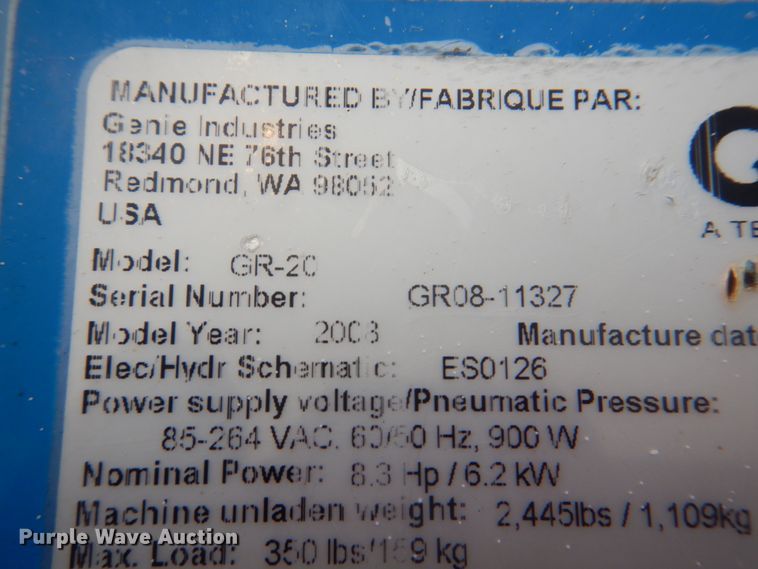 MANUFACTURED BY/FABRIQUE PAR:
Genie Industries
18340 NE 76th Street
Redmond, WA 98052
USA
A TE
Model: GR-20
Serial Number: GR08-11327
Model Year: 2008 Manufacture dat
Elec/Hydr Schematic: ES0126
Power supply voltage/Pneumatic Pressure:
85-264 VAC. 60/50 Hz, 900 W
Nominal Power: 8.3 Hp / 6.2 kW
Machine unladen weight: 2,445lbs / 1,109kg
Max. Load: 350 lbs/159 kg
Purple Wave Auction